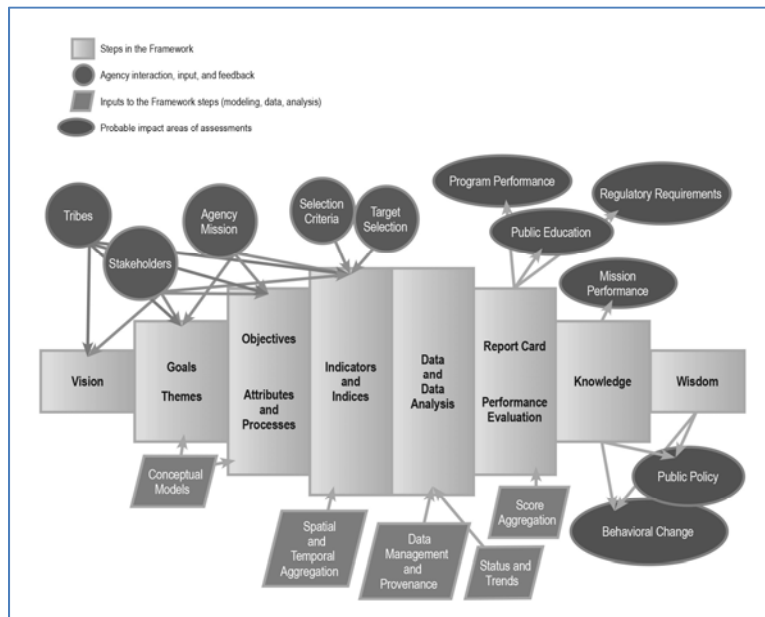 Steps in the Framework
Agency interaction, input, and feedback
Inputs to the Framework steps (modeling, data, analysis)
Probable impact areas of assessments
Tribes
Stakeholders
Agency
Mission
Selection
Criteria
Target
Selection
Program Performance
Public Education
Regulatory Requirements
Mission
Performance
Vision
Goals
Themes
Objectives
Attributes
and
Processes
Indicators
and
Indices
Data
and
Data
Analysis
Report Card
Performance
Evaluation
Knowledge
Wisdom
Conceptual
Models
Spatial
and
Temporal
Aggregation
Data
Management
and
Provenance
Status and
Trends
Score
Aggregation
Public Policy
Behavioral Change